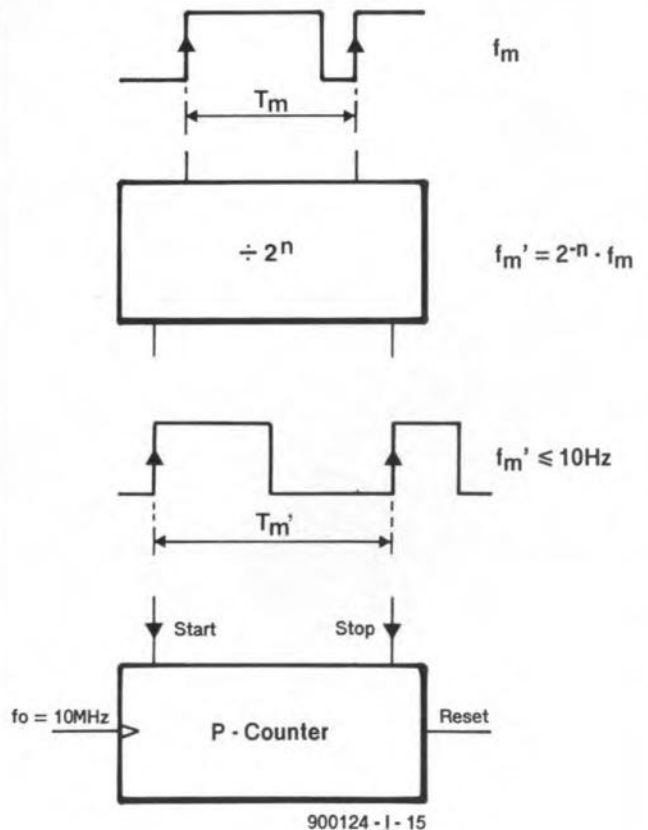 fₘ
Tₘ
÷ 2ⁿ
fₘ' = 2⁻ⁿ · fₘ
fₘ' ⩽ 10Hz
Tₘ'
Start Stop
fo = 10MHz
P - Counter
Reset
900124 - I - 15